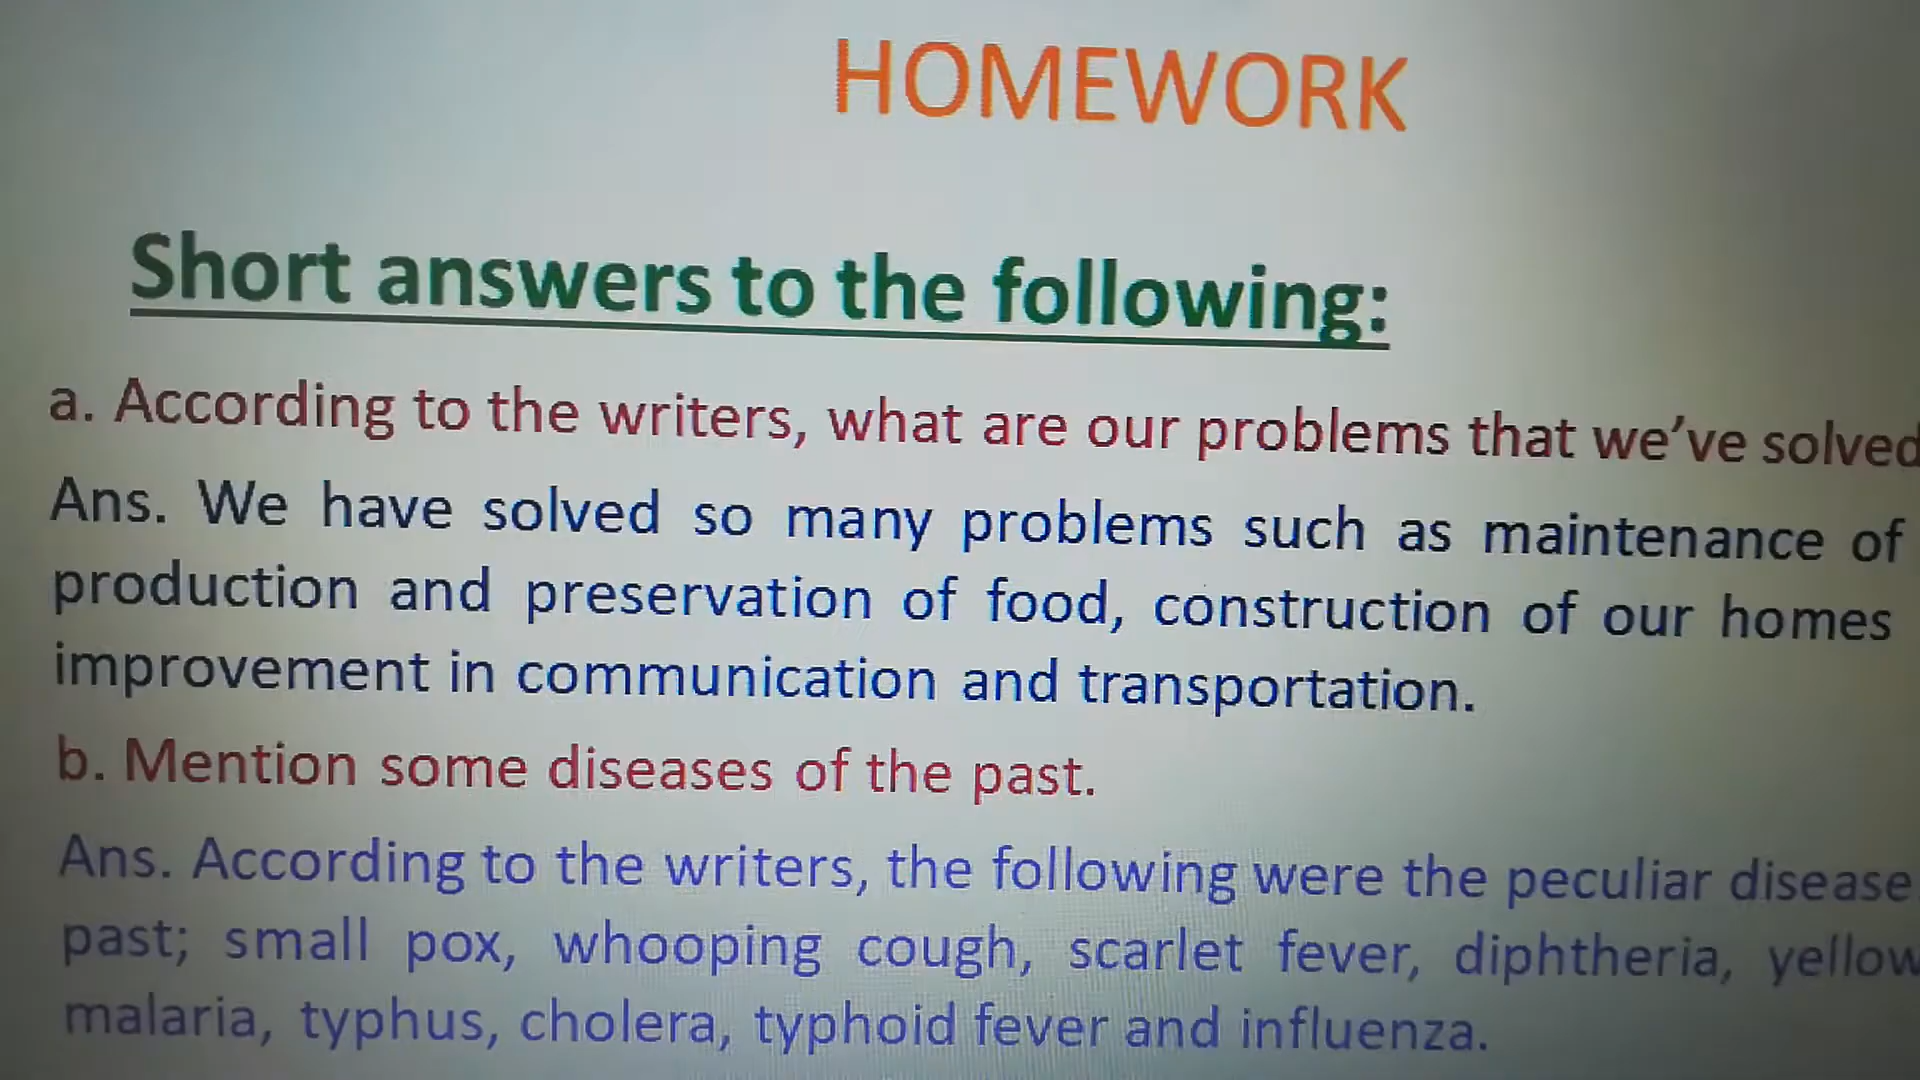 HOMEWORK
Short answers to the following:
a. According to the writers, what are our problems that we've solved
Ans. We have solved so many problems such as maintenance of
production and preservation of food, construction of our homes
improvement in communication and transportation.
b. Mention some diseases of the past.
Ans. According to the writers, the following were the peculiar disease
past; small pox, whooping cough, scarlet fever, diphtheria, yellow
malaria, typhus, cholera, typhoid fever and influenza.